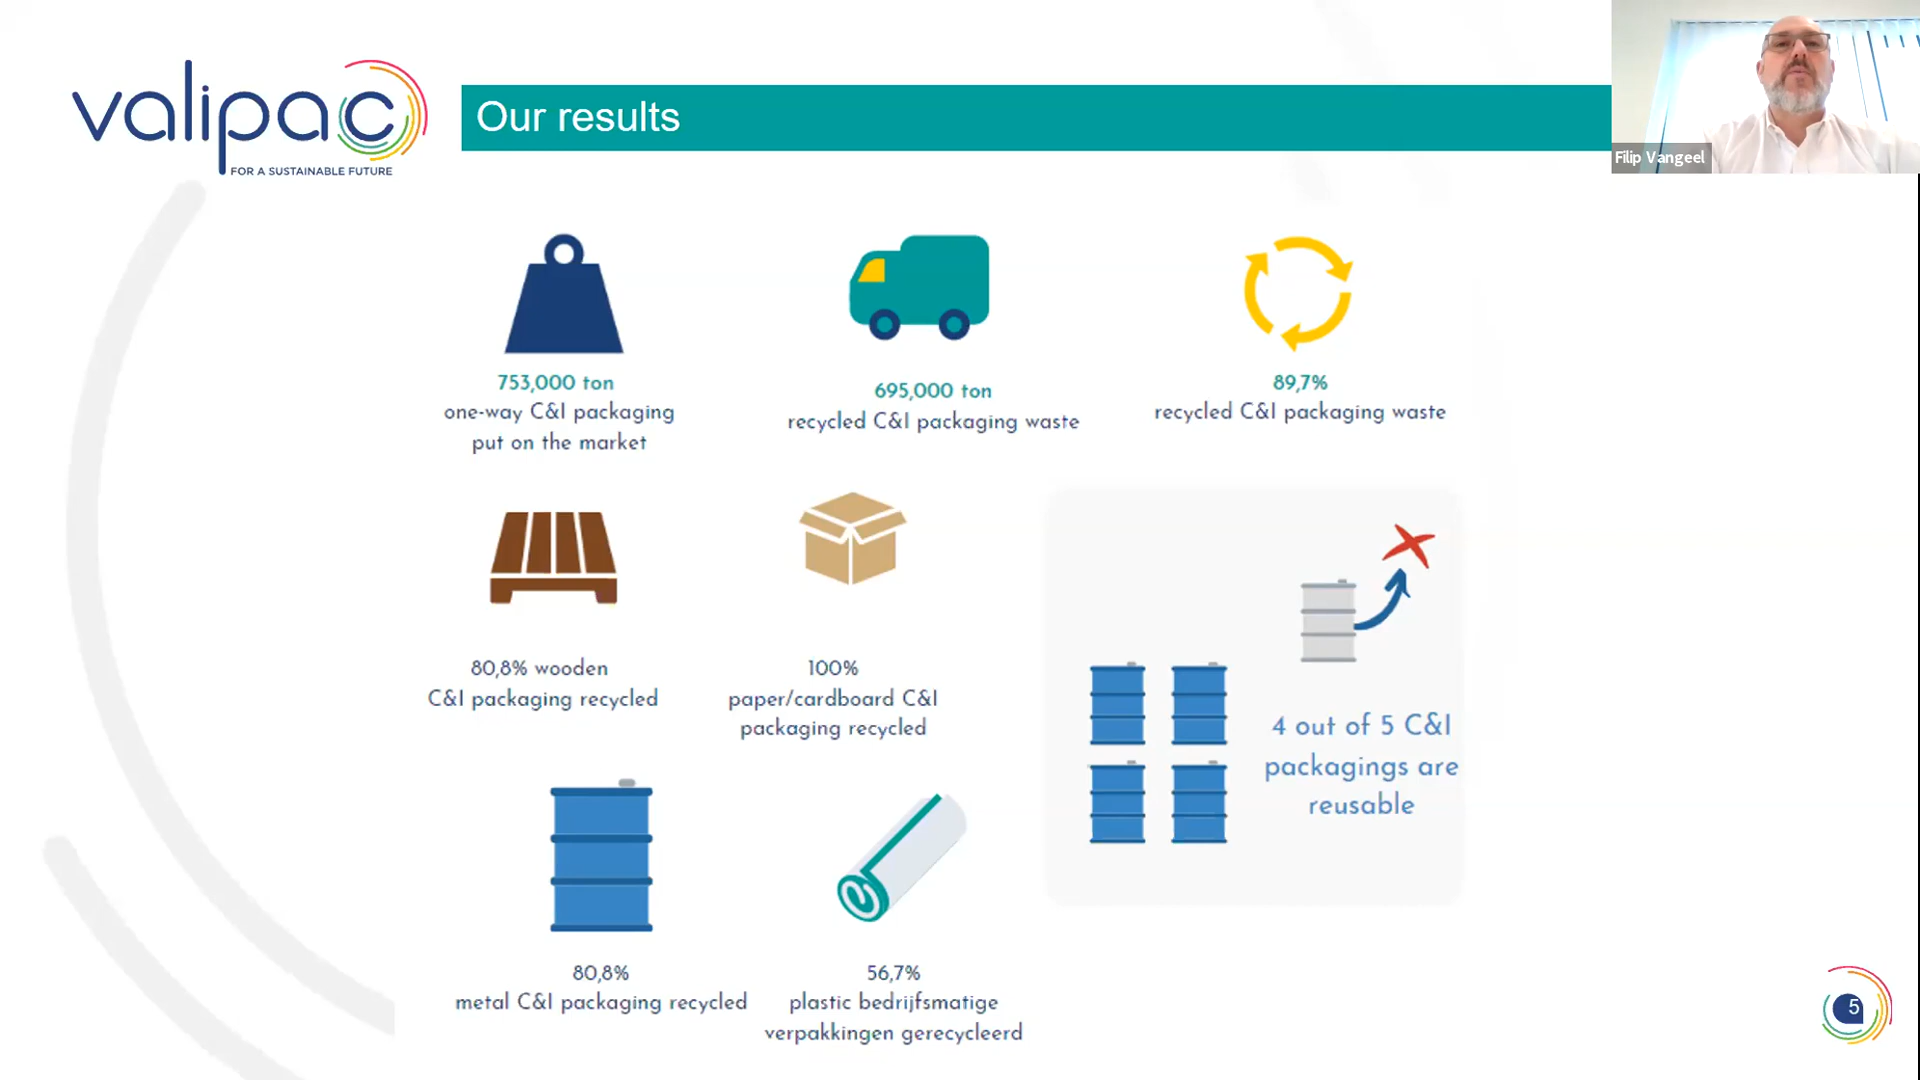 valipac
FOR A SUSTAINABLE FUTURE
Our results
Filip Vangeel
753,000 ton
one-way C&I packaging
put on the market
695,000 ton
recycled C&I packaging waste
89,7%
recycled C&I packaging waste
80,8% wooden
C&I packaging recycled
100%
paper/cardboard C&I
packaging recycled
4 out of 5 C&I
packagings are
reusable
80,8%
metal C&I packaging recycled
56,7%
plastic bedrijfsmatige
verpakkingen gerecycleerd
5